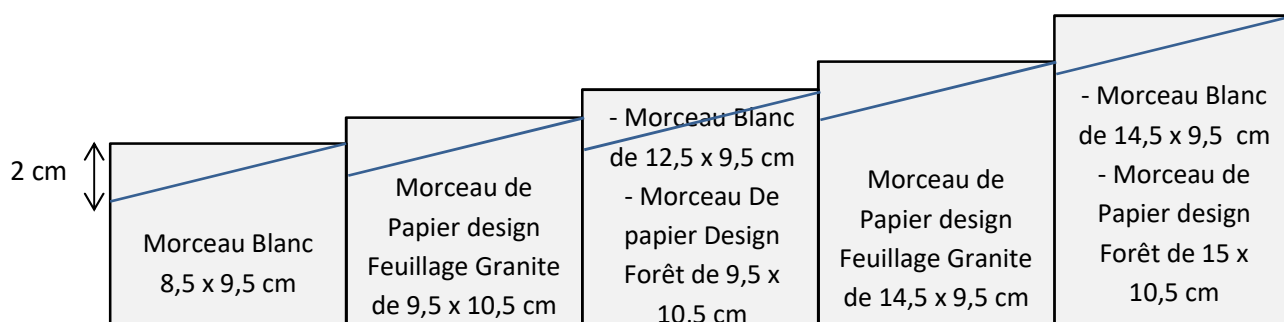 2 cm
Morceau Blanc
8,5 x 9,5 cm
Morceau de
Papier design
Feuillage Granite
de 9,5 x 10,5 cm
- Morceau Blanc
de 12,5 x 9,5 cm
- Morceau De
papier Design
Forêt de 9,5 x
10,5 cm
Morceau de
Papier design
Feuillage Granite
de 14,5 x 9,5 cm
- Morceau Blanc
de 14,5 x 9,5 cm
- Morceau de
Papier design
Forêt de 15 x
10,5 cm